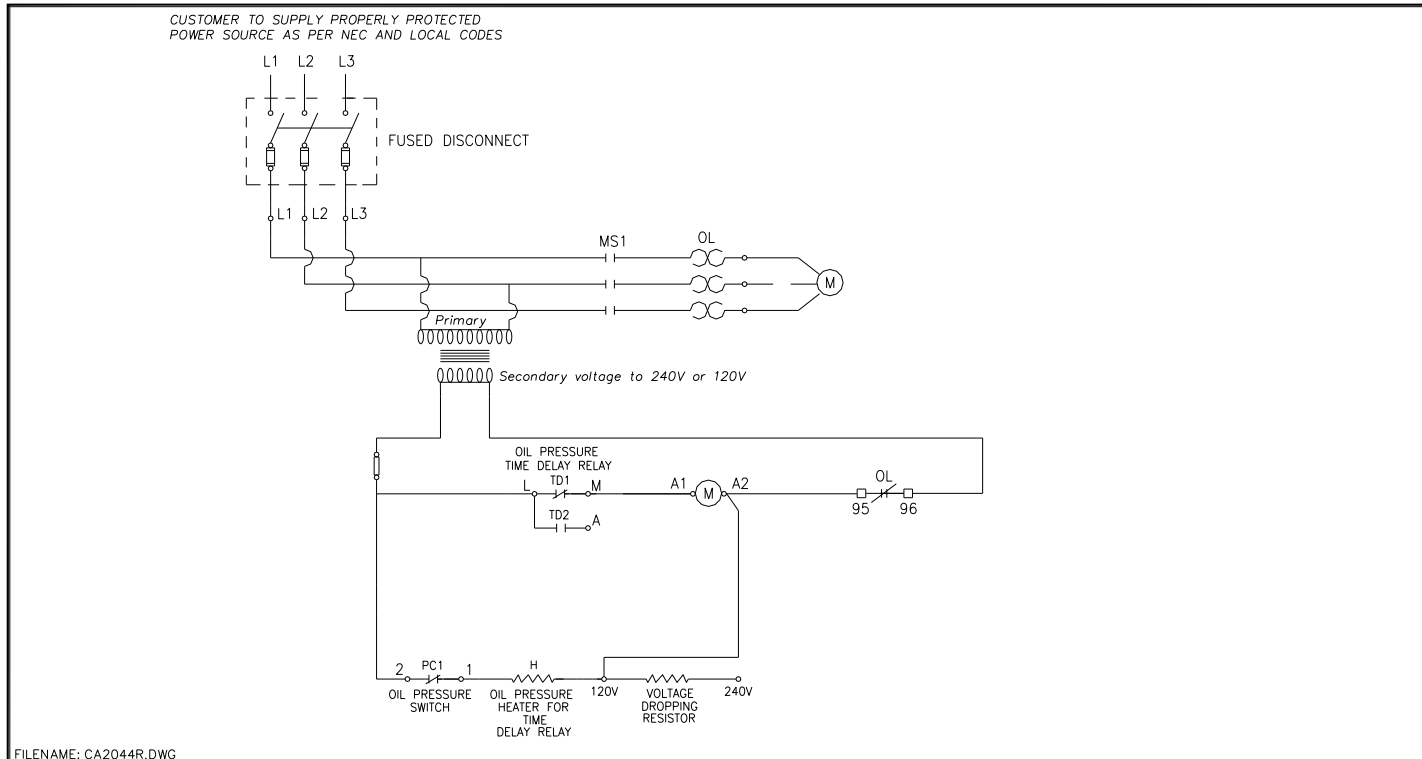 CUSTOMER TO SUPPLY PROPERLY PROTECTED
POWER SOURCE AS PER NEC AND LOCAL CODES
L1 L2 L3
FUSED DISCONNECT
L1 L2 L3
MS1 OL
M
Primary
Secondary voltage to 240V or 120V
OIL PRESSURE
TIME DELAY RELAY
L TD1 M A1 M A2 OL
95 96
TD2 A
2 PC1 1 H
OIL PRESSURE
SWITCH
OIL PRESSURE
HEATER FOR
TIME
DELAY RELAY
120V
VOLTAGE
DROPPING
RESISTOR
240V
FILENAME: CA2044R.DWG